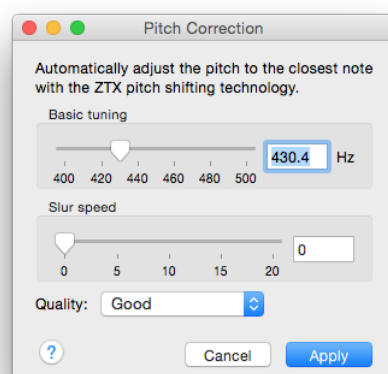 Pitch Correction
Automatically adjust the pitch to the closest note
with the ZTX pitch shifting technology.
Basic tuning
430.4 Hz
400 420 440 460 480 500
Slur speed
0
0 5 10 15 20
Quality: Good
? Cancel Apply